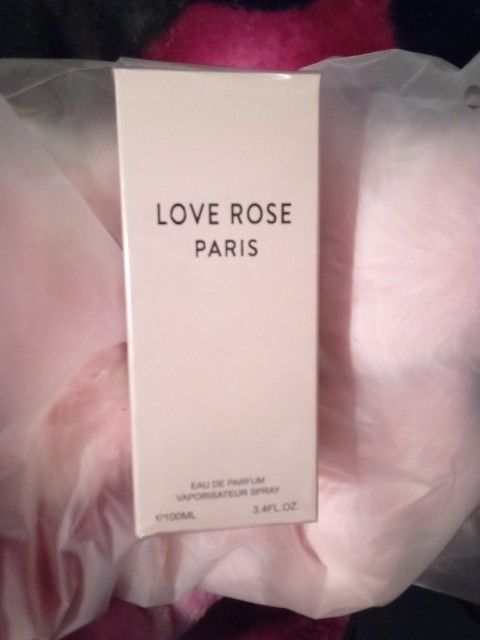 LOVE ROSE
PARIS
EAU DE PARFUM
VAPORISATEUR SPRAY
℮100ML 3.4FL.OZ